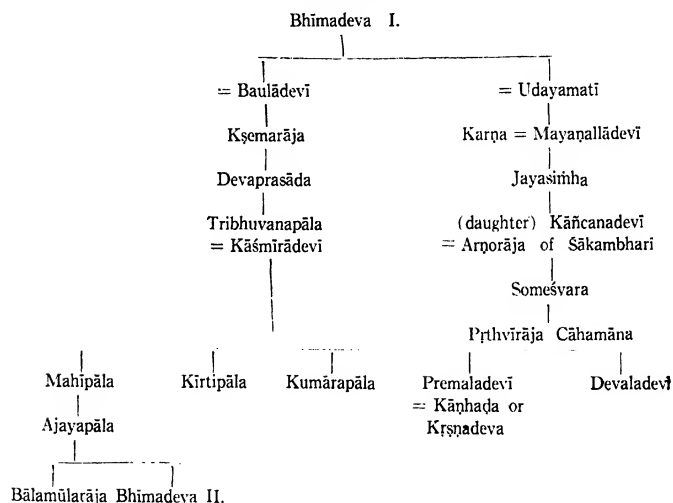 Bhīmadeva I.
= Baulādevī
= Udayamatī
Kṣemarāja
Karṇa = Mayaṇallādevī
Devaprasāda
Jayasiṁha
Tribhuvanapāla
= Kāśmīrādevī
(daughter) Kāñcanadevī
= Arṇorāja of Śākambhari
Someśvara
Pṛthvīrāja Cāhamāna
Mahīpāla
Kīrtipāla
Kumārapāla
Premaladevī
= Kāṇhaḍa or
Kṛṣṇadeva
Devaladevī
Ajayapāla
Bālamūlarāja Bhīmadeva II.